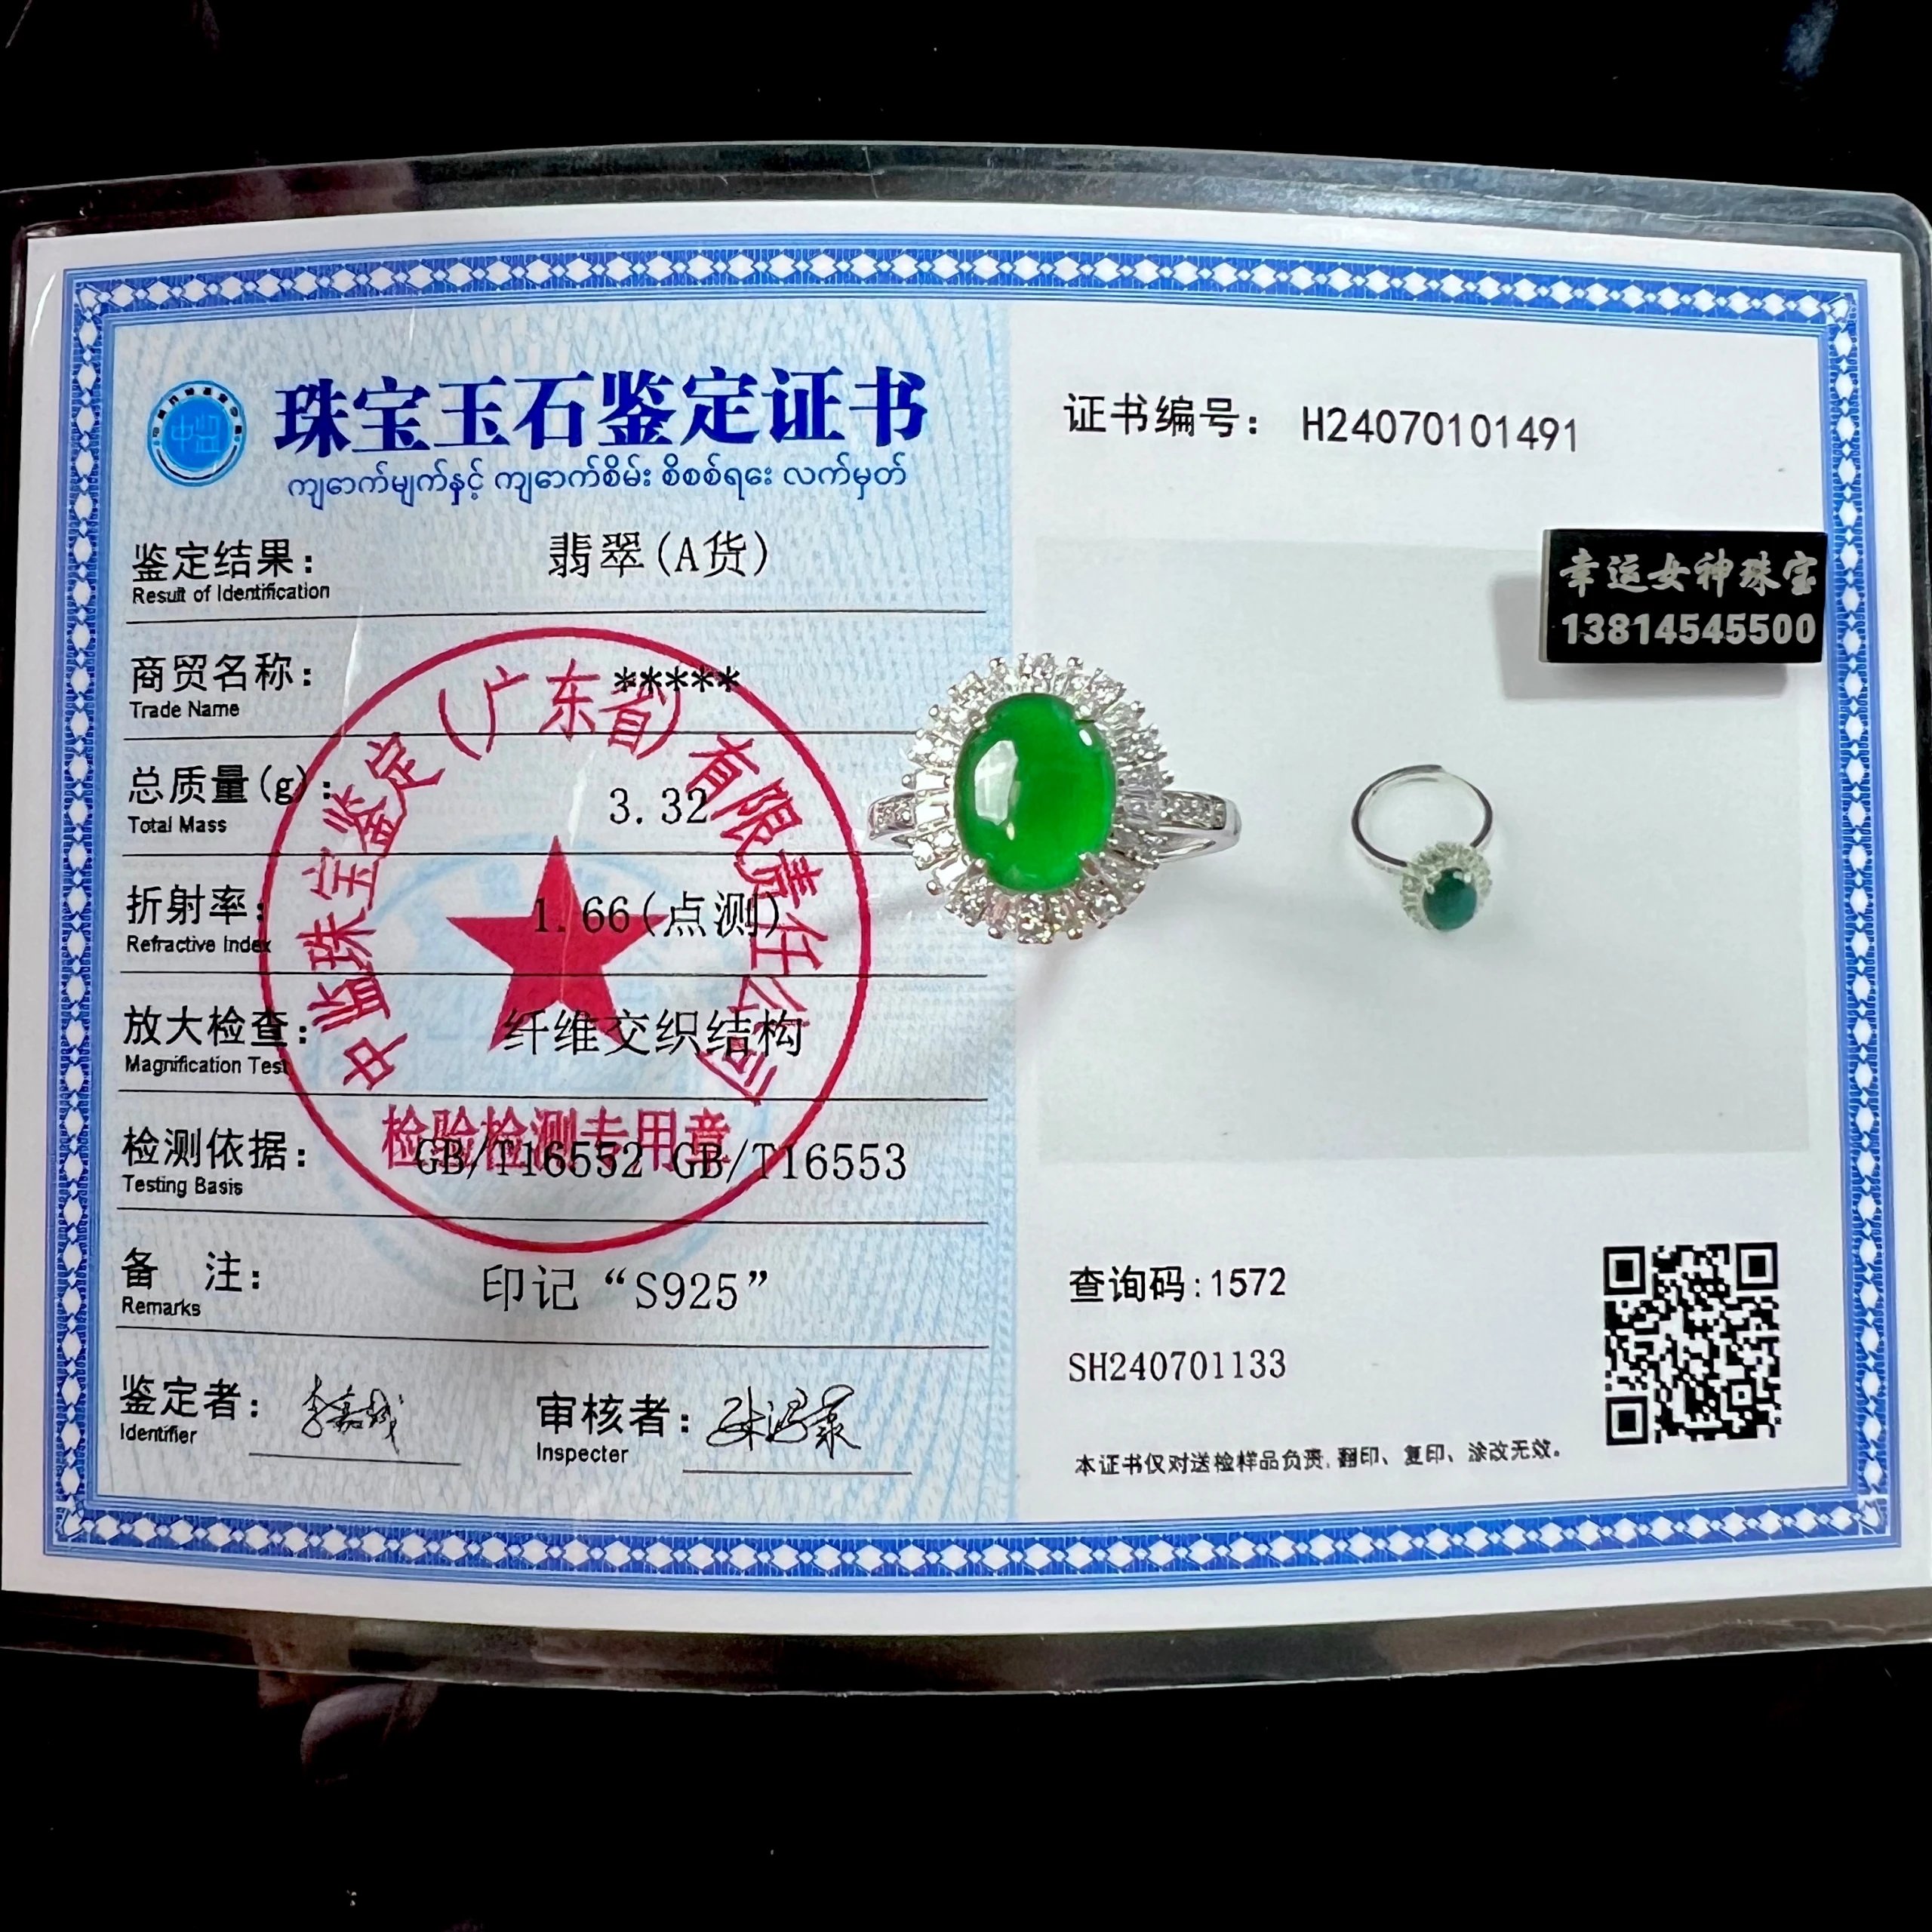 珠宝玉石鉴定证书
ကျောက်မျက်နှင့် ကျောက်စိမ်း စိစစ်ရေး လက်မှတ်
鉴定结果： 翡翠(A货)
Result of Identification
商贸名称： *****
Trade Name
总质量(g)： 3.32
Total Mass
折射率： 1.66(点测)
Refractive Index
放大检查： 纤维交织结构
Magnification Test
检测依据： GB/T16552 GB/T16553
Testing Basis
备 注： 印记“S925”
Remarks
鉴定者：
Identifier
审核者：
Inspecter
中监珠宝鉴定（广东省）有限责任公司
检验检测专用章
证书编号： H24070101491
幸运女神珠宝
13814545500
查询码:1572
SH240701133
本证书仅对送检样品负责, 翻印、复印、涂改无效。